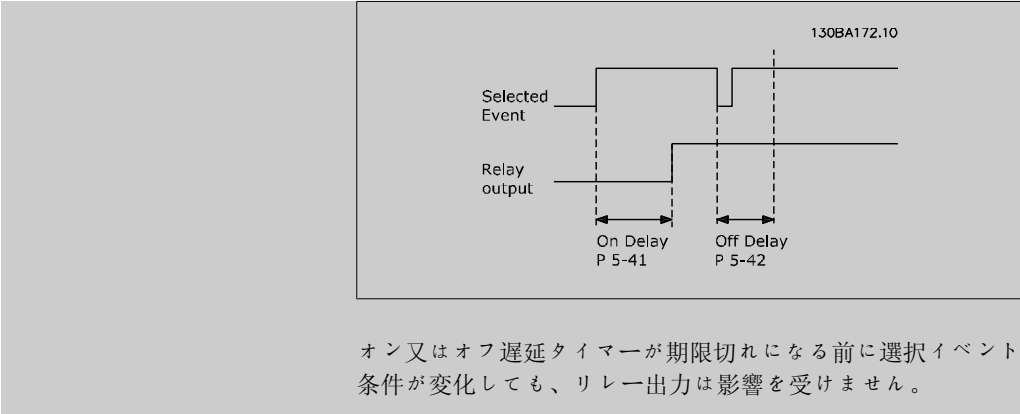 130BA172.10
Selected
Event
Relay
output
On Delay
P 5-41
Off Delay
P 5-42
オン又はオフ遅延タイマーが期限切れになる前に選択イベント
条件が変化しても、リレー出力は影響を受けません。